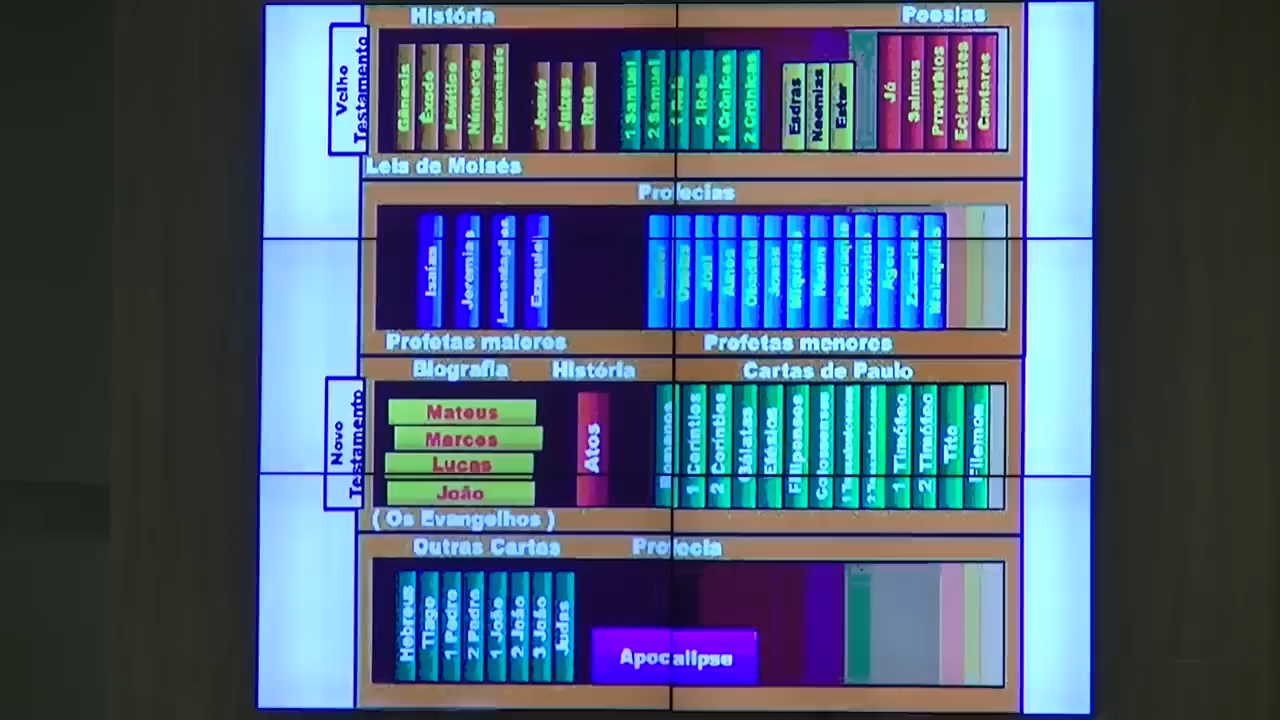 História
Poesias
Velho
Testamento
Gênesis
Êxodo
Levítico
Números
Deuteronômio
Josué
Juízes
Rute
1 Samuel
2 Samuel
2 Reis
1 Crônicas
2 Crônicas
Esdras
Neemias
Ester
Jó
Salmos
Provérbios
Eclesiastes
Cantares
Leis de Moisés
Profecias
Isaías
Jeremias
Lamentações
Ezequiel
Joel
Amós
Obadias
Jonas
Miquéias
Naum
Habacuque
Sofonias
Ageu
Zacarias
Malaquias
Profetas maiores
Profetas menores
Biografia
História
Cartas de Paulo
Novo
Testamento
Mateus
Marcos
Lucas
João
Atos
Romanos
1 Coríntios
2 Coríntios
Gálatas
Efésios
Filipenses
Colossenses
1 Tessalonicenses
2 Tessalonicenses
1 Timóteo
2 Timóteo
Tito
Filemom
( Os Evangelhos )
Outras Cartas
Profecia
Hebreus
Tiago
1 Pedro
2 Pedro
1 João
2 João
3 João
Judas
Apocalipse